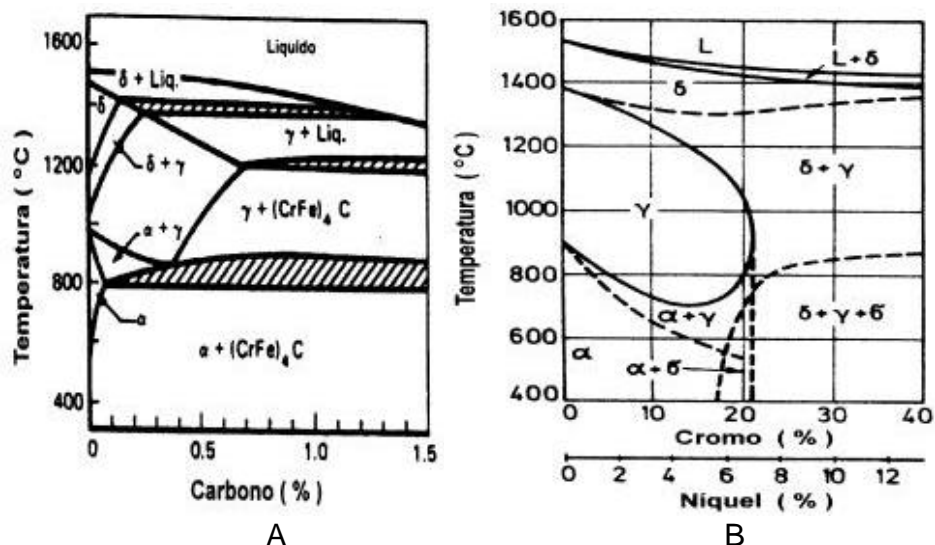 1600
1200
800
400
Temperatura ( °C)
Liquido
δ + Liq.
δ
γ + Liq.
δ + γ
γ + (CrFe)₄ C
α + γ
α
α + (CrFe)₄ C
0 0.5 1.0 1.5
Carbono ( % )
A
1600
1400
1200
1000
800
600
400
Temperatura (°C)
L
L + δ
δ
δ + γ
γ
α + γ
δ + γ + σ
α
α + σ
0 10 20 30 40
Cromo ( % )
0 2 4 6 8 10 12
Níquel ( % )
B